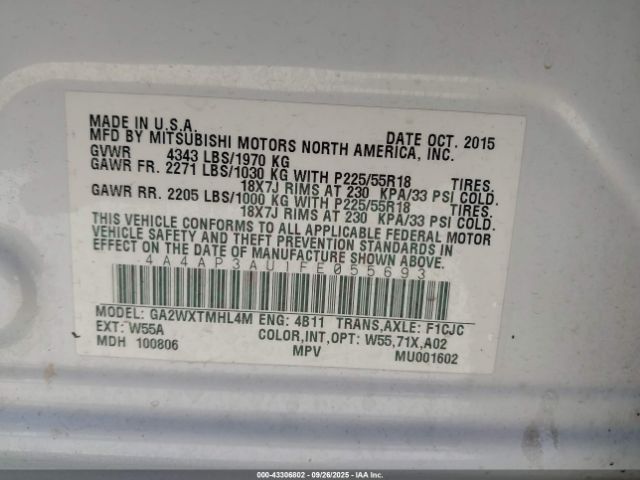 MADE IN U.S.A. DATE OCT. 2015
MFD BY MITSUBISHI MOTORS NORTH AMERICA, INC.
GVWR 4343 LBS/1970 KG
GAWR FR. 2271 LBS/1030 KG WITH P225/55R18 TIRES,
18X7J RIMS AT 230 KPA/33 PSI COLD.
GAWR RR. 2205 LBS/1000 KG WITH P225/55R18 TIRES,
18X7J RIMS AT 230 KPA/33 PSI COLD.
THIS VEHICLE CONFORMS TO ALL APPLICABLE FEDERAL MOTOR
VEHICLE SAFETY AND THEFT PREVENTION STANDARDS IN
EFFECT ON THE DATE OF MANUFACTURE SHOWN ABOVE.
4A4AP3AU1FE055693
MODEL: GA2WXTMHL4M ENG: 4B11 TRANS,AXLE: F1CJC
EXT: W55A COLOR,INT,OPT: W55,71X,A02
MDH 100806 MPV MU001602
000-43306802 - 09/26/2025 - IAAI.com